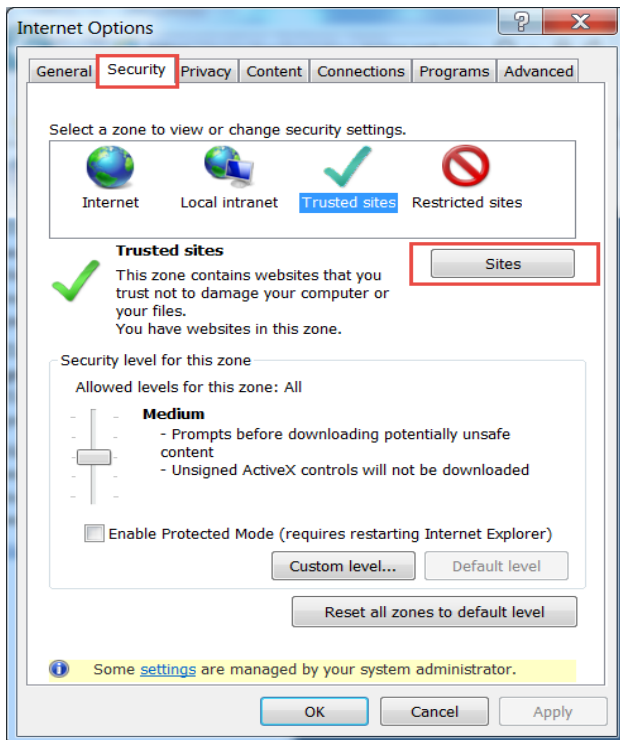 Internet Options
General Security Privacy Content Connections Programs Advanced
Select a zone to view or change security settings.
Internet Local intranet Trusted sites Restricted sites
Trusted sites
Sites
This zone contains websites that you
trust not to damage your computer or
your files.
You have websites in this zone.
Security level for this zone
Allowed levels for this zone: All
Medium
- Prompts before downloading potentially unsafe
content
- Unsigned ActiveX controls will not be downloaded
Enable Protected Mode (requires restarting Internet Explorer)
Custom level... Default level
Reset all zones to default level
Some settings are managed by your system administrator.
OK Cancel Apply